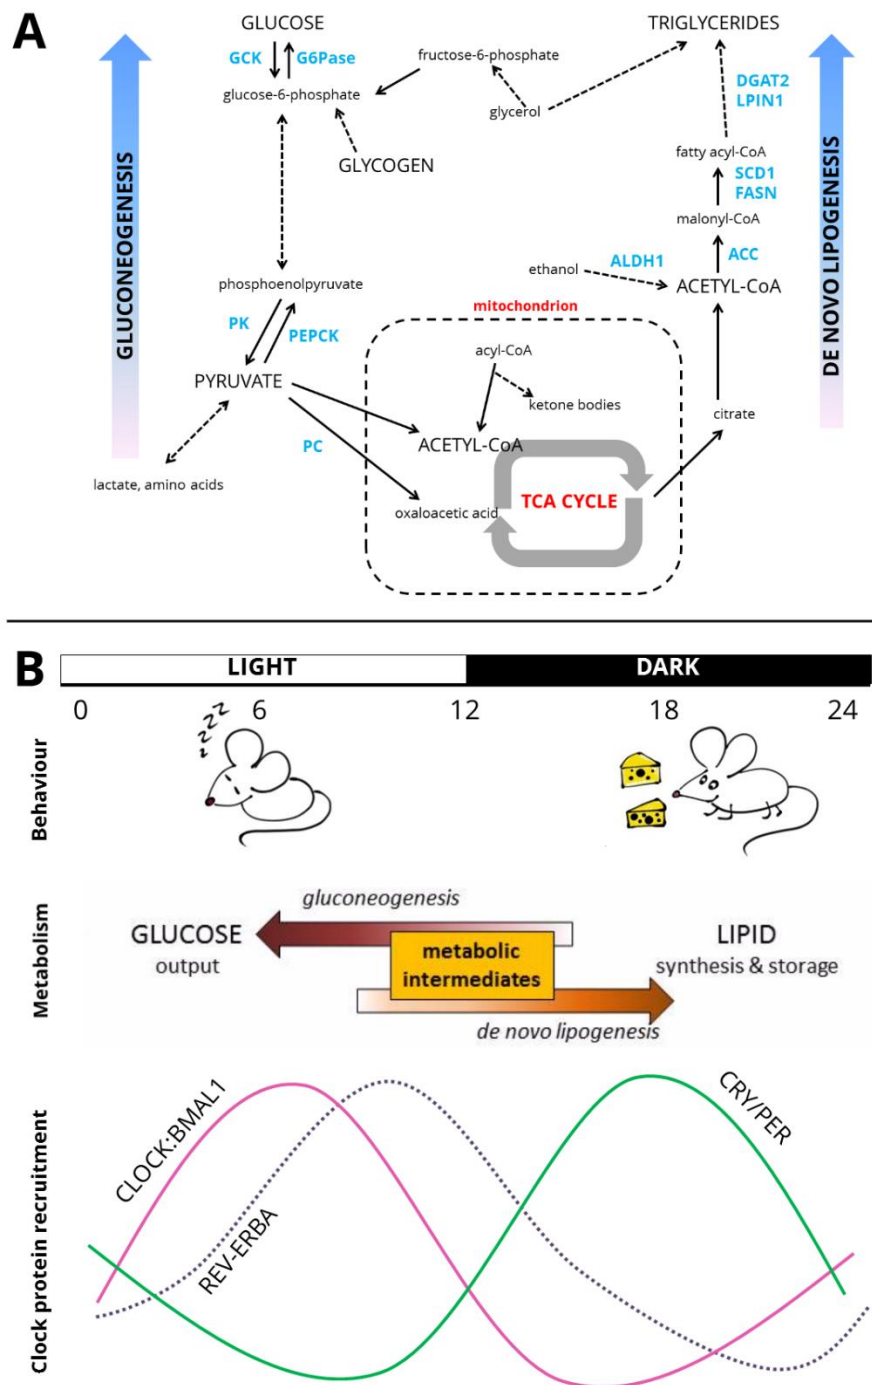 A
GLUCOSE
TRIGLYCERIDES
GCK
G6Pase
fructose-6-phosphate
DGAT2
LPIN1
glucose-6-phosphate
glycerol
GLYCOGEN
fatty acyl-CoA
SCD1
FASN
malonyl-CoA
GLUCONEOGENESIS
DE NOVO LIPOGENESIS
ethanol
ALDH1
ACC
phosphoenolpyruvate
ACETYL-CoA
mitochondrion
PK
PEPCK
acyl-CoA
PYRUVATE
ketone bodies
citrate
PC
ACETYL-CoA
lactate, amino acids
oxaloacetic acid
TCA CYCLE
B
LIGHT
DARK
0 6 12 18 24
z z z z
Behaviour
Metabolism
gluconeogenesis
GLUCOSE
output
metabolic
intermediates
LIPID
synthesis & storage
de novo lipogenesis
Clock protein recruitment
CLOCK:BMAL1
REV-ERBA
CRY/PER